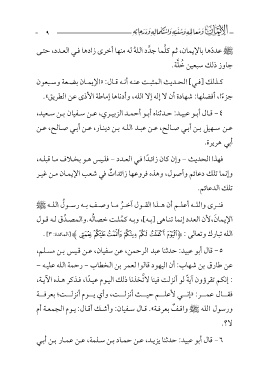 الإيمان ومعالمه وسننه واستكماله ودرجاته ٩
ﷺ عددها بالإيمان، ثم كلَّما جدَّد الله له منها أخرى زادها في العدد، حتى
جاوز ذلك سبعين خُلَّة.
كذلك [في] الحديث المثبت عنه أنه قال: «الإيمان بضعة وسبعون
جزءًا، أفضلها: شهادة أن لا إله إلا الله، وأدناها إماطة الأذى عن الطريق».
٤ - قال أبو عبيد: حدثناه أبو أحمد الزبيري، عن سفيان بن سعيد،
عن سهيل بن أبي صالح، عن عبد الله بن دينار، عن أبي صالح، عن
أبي هريرة.
فهذا الحديث - وإن كان زائدًا في العدد - فليس هو بخلاف ما قبله،
وإنما تلك دعائم وأصول، وهذه فروعها زائداتٌ في شعب الإيمان من غير
تلك الدعائم.
فنرى والله أعلم أن هذا القول آخرُ ما وصف به رسولُ الله ﷺ
الإيمانَ، لأن العدد إنما تناهى [به]، وبه كملت خصاله. والمصدِّق له قول
الله تبارك وتعالى: ﴿ٱلْيَوْمَ أَكْمَلْتُ لَكُمْ دِينَكُمْ وَأَتْمَمْتُ عَلَيْكُمْ نِعْمَتِي﴾ [المائدة: ٣].
٥ - قال أبو عبيد: حدثنا عبد الرحمن، عن سفيان، عن قيس بن مسلم،
عن طارق بن شهاب: أن اليهود قالوا لعمر بن الخطاب - رحمة الله عليه -
: إنكم تقرؤون آية لو أنزلت فينا لاتَّخذنا ذلك اليوم عيدًا، فذكر هذه الآية،
فقال عمر: «إني لأعلم حيث أنزلت، وأي يوم أنزلت؛ بعرفة
ورسول الله ﷺ واقفٌ بعرفة». قال سفيان: وأشك أقال: يوم الجمعة أم
لا؟.
٦ - قال أبو عبيد: حدثنا يزيد، عن حماد بن سلمة، عن عمار بن أبي